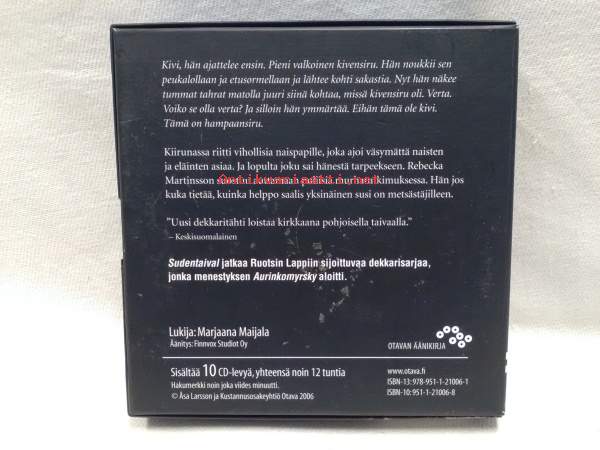 Kivi, hän ajattelee ensin. Pieni valkoinen kivensiru. Hän noukkii sen
peukalollaan ja etusormellaan ja lähtee kohti sakastia. Nyt hän näkee
tummat tahrat matolla juuri siinä kohtaa, missä kivensiru oli. Verta.
Voiko se olla verta? Ja silloin hän ymmärtää. Eihän tämä ole kivi.
Tämä on hampaansiru.
Kiirunassa riitti vihollisia naispapille, joka ajoi väsymättä naisten
ja eläinten asiaa. Ja lopulta joku sai hänestä tarpeekseen. Rebecka
Martinsson murhatutkimuksessa. Hän jos
kuka tietää, kuinka helppo saalis yksinäinen susi on metsästäjilleen.
"Uusi dekkaritähti loistaa kirkkaana pohjoisella taivaalla."
– Keskisuomalainen
Sudentaival jatkaa Ruotsin Lappiin sijoittuvaa dekkarisarjaa,
jonka menestyksen Aurinkomyrsky aloitti.
Lukija: Marjaana Maijala
Äänitys: Finnvox Studiot Oy
OTAVAN ÄÄNIKIRJA
Sisältää 10 CD-levyä, yhteensä noin 12 tuntia
Hakumerkki noin joka viides minuutti.
© Åsa Larsson ja Kustannusosakeyhtiö Otava 2006
www.otava.fi
ISBN-13: 978-951-1-21006-1
ISBN-10: 951-1-21006-8